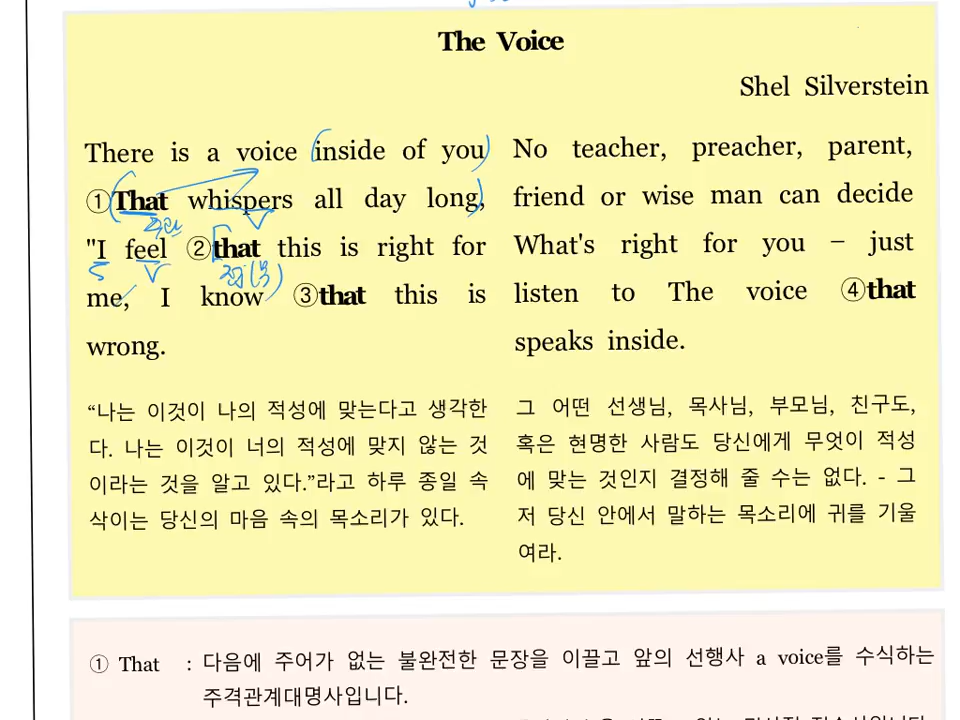 The Voice
Shel Silverstein
There is a voice inside of you
①That whispers all day long,
주관
"I feel ②that this is right for
S V V 접(목)
me, I know ③that this is
wrong.
No teacher, preacher, parent,
friend or wise man can decide
What's right for you – just
listen to The voice ④that
speaks inside.
“나는 이것이 나의 적성에 맞는다고 생각한
다. 나는 이것이 너의 적성에 맞지 않는 것
이라는 것을 알고 있다.”라고 하루 종일 속
삭이는 당신의 마음 속의 목소리가 있다.
그 어떤 선생님, 목사님, 부모님, 친구도,
혹은 현명한 사람도 당신에게 무엇이 적성
에 맞는 것인지 결정해 줄 수는 없다. - 그
저 당신 안에서 말하는 목소리에 귀를 기울
여라.
① That : 다음에 주어가 없는 불완전한 문장을 이끌고 앞의 선행사 a voice를 수식하는
주격관계대명사입니다.